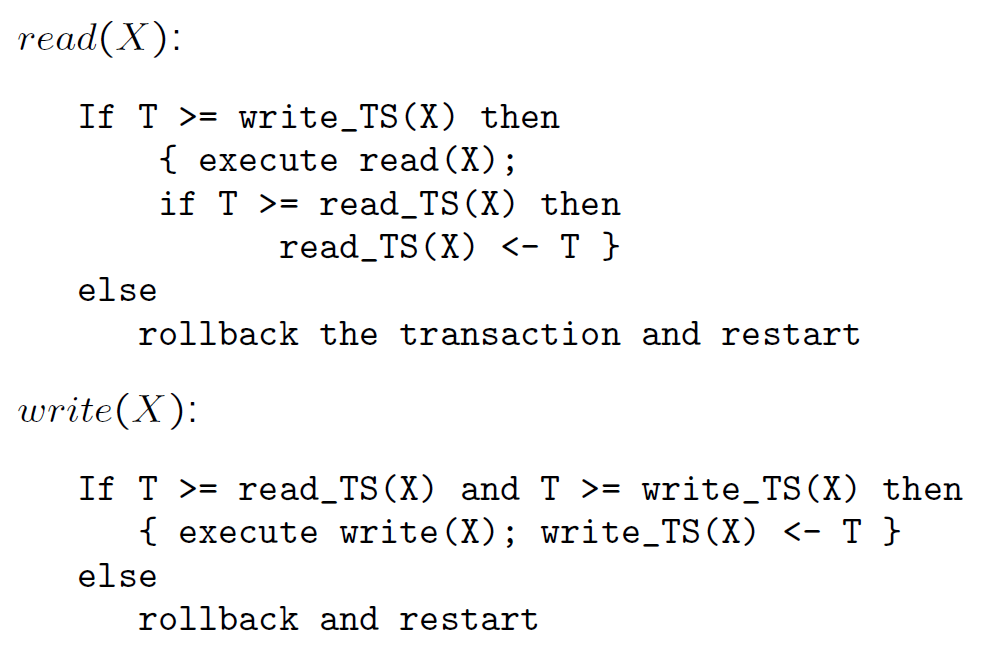 read(X):
If T >= write_TS(X) then
{ execute read(X);
if T >= read_TS(X) then
read_TS(X) <- T }
else
rollback the transaction and restart
write(X):
If T >= read_TS(X) and T >= write_TS(X) then
{ execute write(X); write_TS(X) <- T }
else
rollback and restart